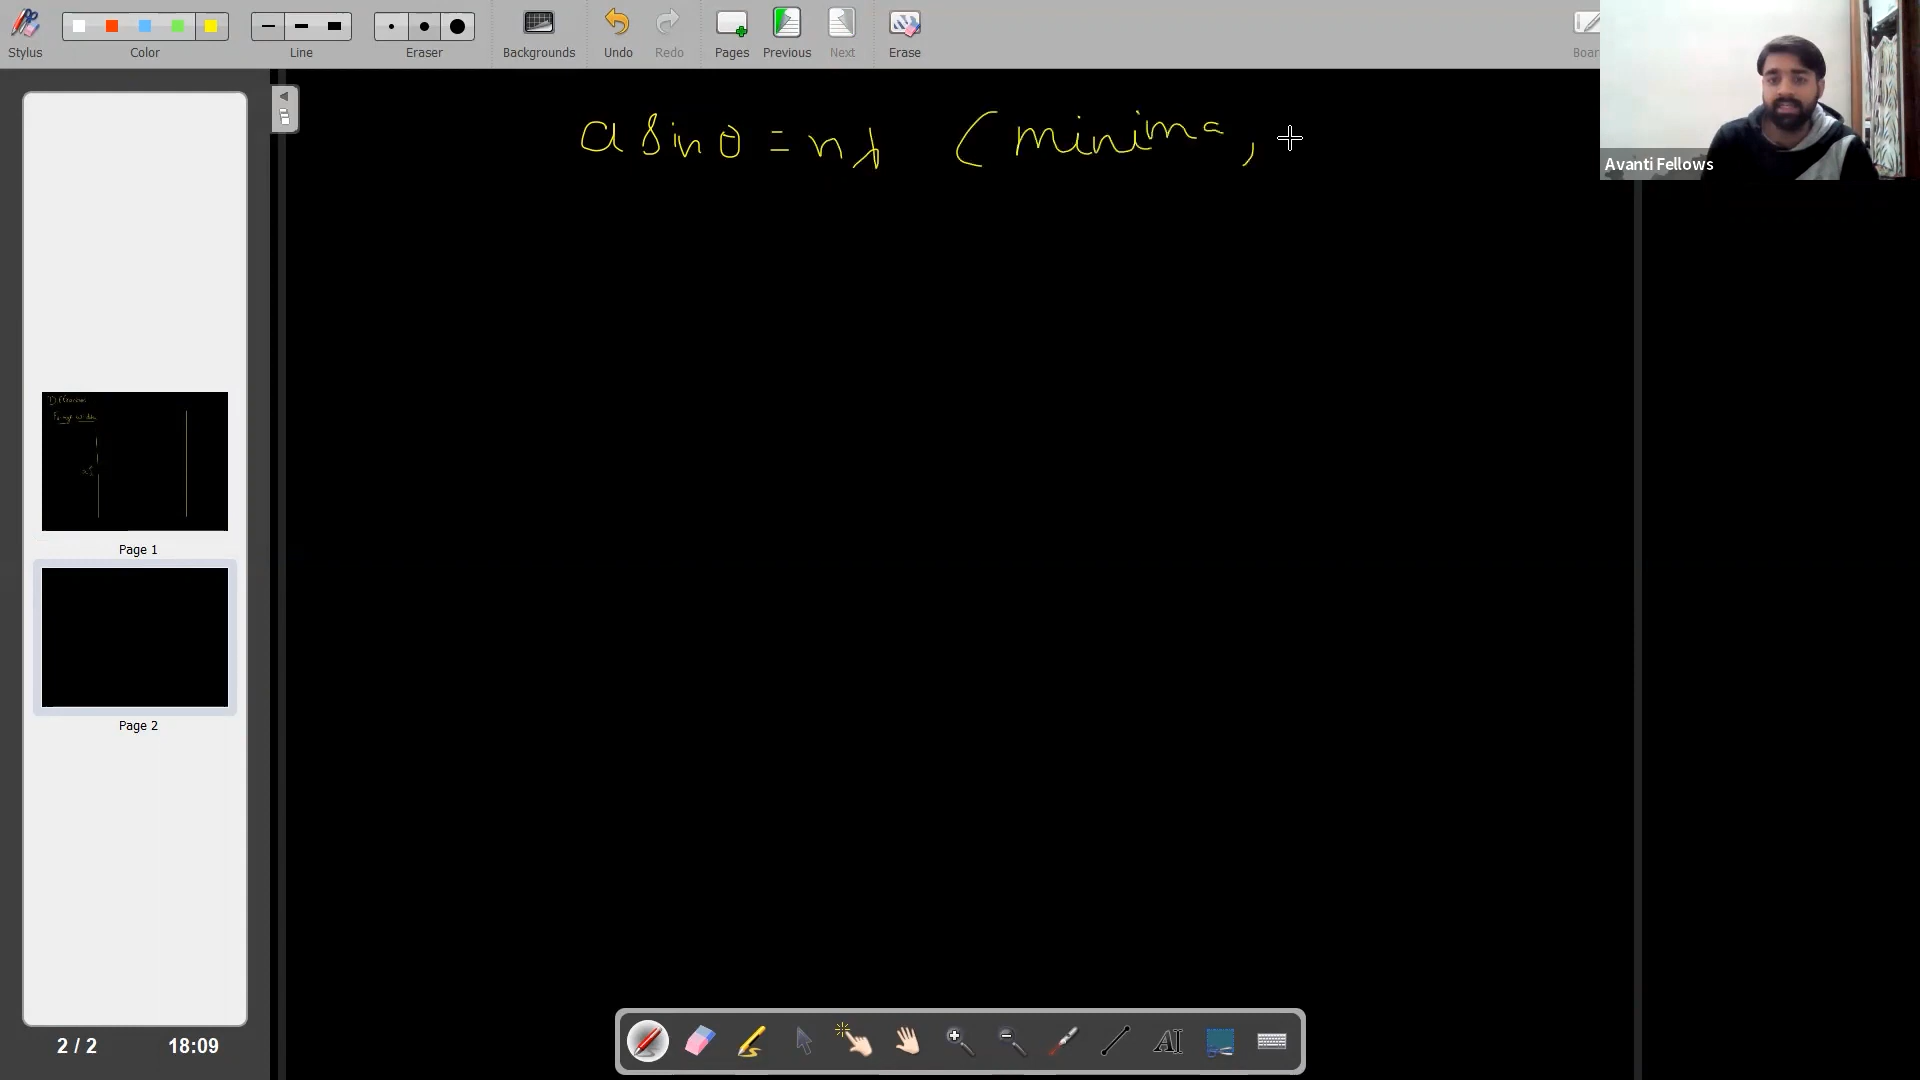 Stylus
Color
Line
Eraser
Backgrounds
Undo
Redo
Pages
Previous
Next
Erase
Boar
Avanti Fellows
a sin θ = nλ (minima,
Page 1
Page 2
2 / 2
18:09